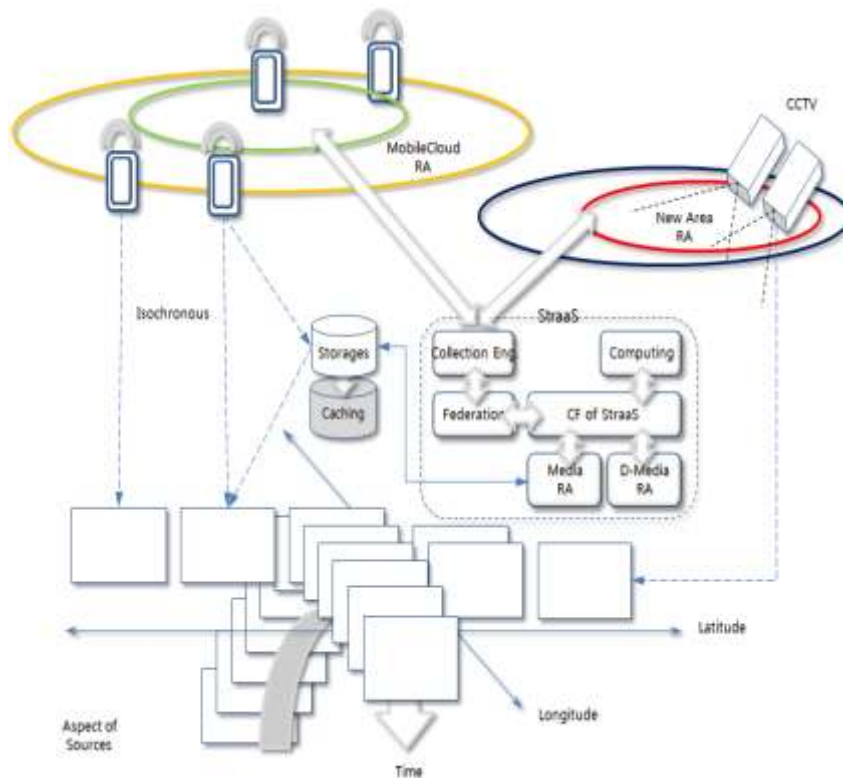 CCTV
MobileCloud
RA
New Area
RA
Isochronous
StraaS
Storages
Collection Eng.
Computing
Caching
Federation
CF of StraaS
Media
RA
D-Media
RA
Latitude
Longitude
Aspect of
Sources
Time